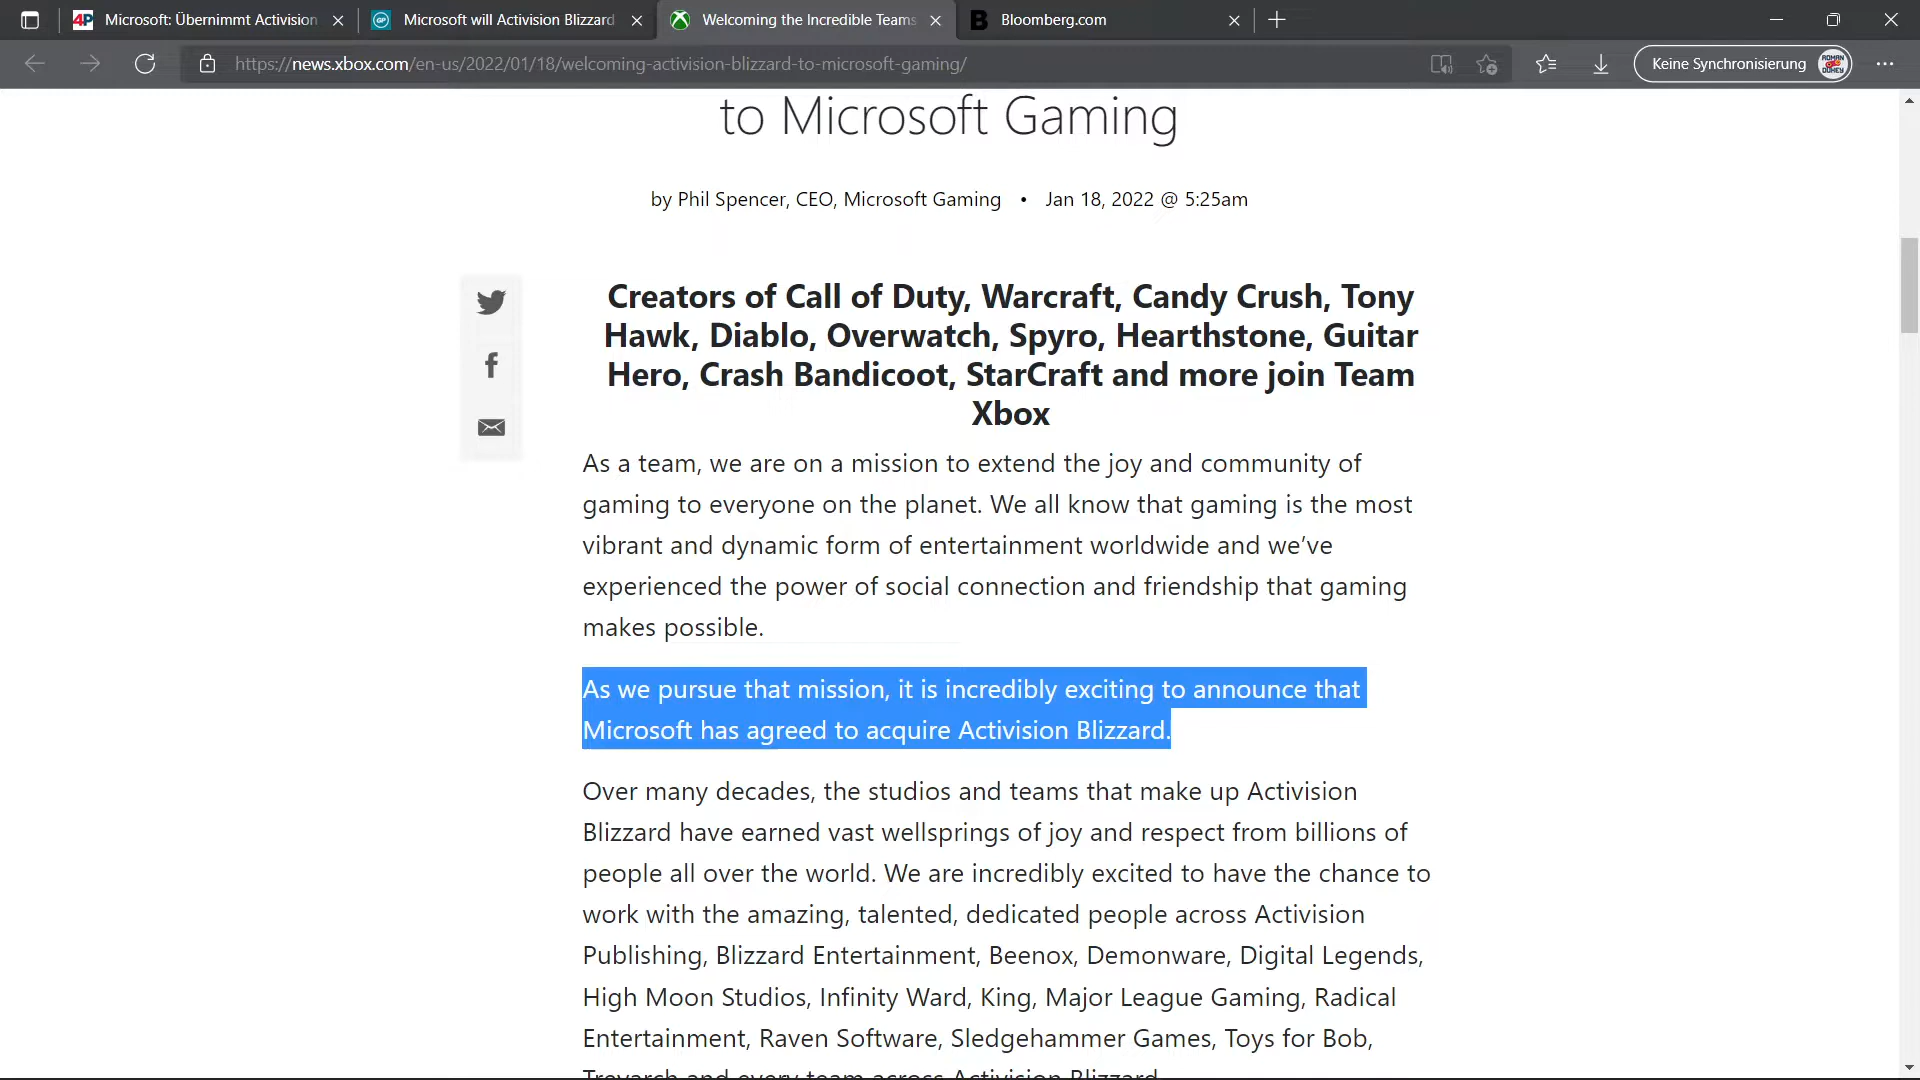 4P Microsoft: Übernimmt Activision
GP Microsoft will Activision Blizzard
Welcoming the Incredible Teams
B Bloomberg.com
https://news.xbox.com/en-us/2022/01/18/welcoming-activision-blizzard-to-microsoft-gaming/
Keine Synchronisierung
to Microsoft Gaming
by Phil Spencer, CEO, Microsoft Gaming • Jan 18, 2022 @ 5:25am
Creators of Call of Duty, Warcraft, Candy Crush, Tony
Hawk, Diablo, Overwatch, Spyro, Hearthstone, Guitar
Hero, Crash Bandicoot, StarCraft and more join Team
Xbox
As a team, we are on a mission to extend the joy and community of
gaming to everyone on the planet. We all know that gaming is the most
vibrant and dynamic form of entertainment worldwide and we’ve
experienced the power of social connection and friendship that gaming
makes possible.
As we pursue that mission, it is incredibly exciting to announce that
Microsoft has agreed to acquire Activision Blizzard.
Over many decades, the studios and teams that make up Activision
Blizzard have earned vast wellsprings of joy and respect from billions of
people all over the world. We are incredibly excited to have the chance to
work with the amazing, talented, dedicated people across Activision
Publishing, Blizzard Entertainment, Beenox, Demonware, Digital Legends,
High Moon Studios, Infinity Ward, King, Major League Gaming, Radical
Entertainment, Raven Software, Sledgehammer Games, Toys for Bob,
Treyarch and every team across Activision Blizzard.